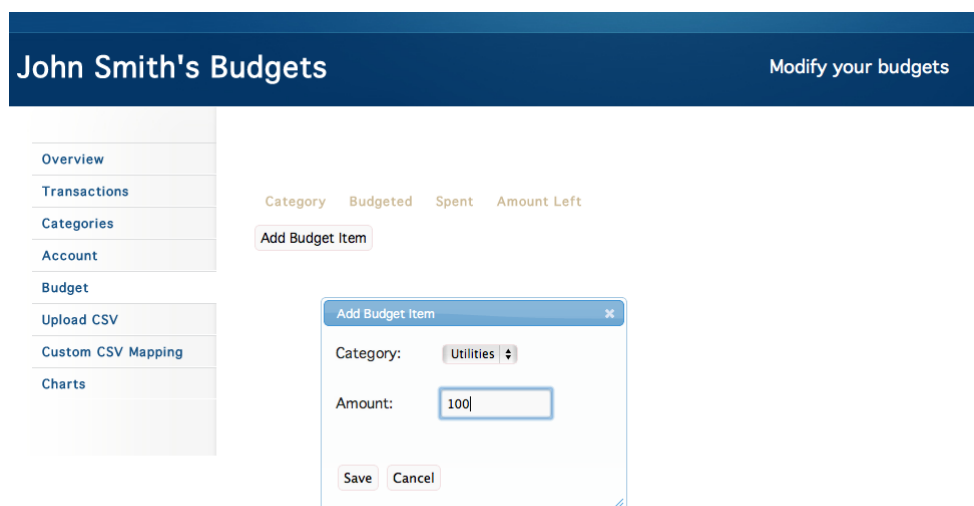 John Smith's Budgets
Modify your budgets
Overview
Transactions
Categories
Account
Budget
Upload CSV
Custom CSV Mapping
Charts
Category Budgeted Spent Amount Left
Add Budget Item
Add Budget Item
Category: Utilities
Amount: 100
Save Cancel